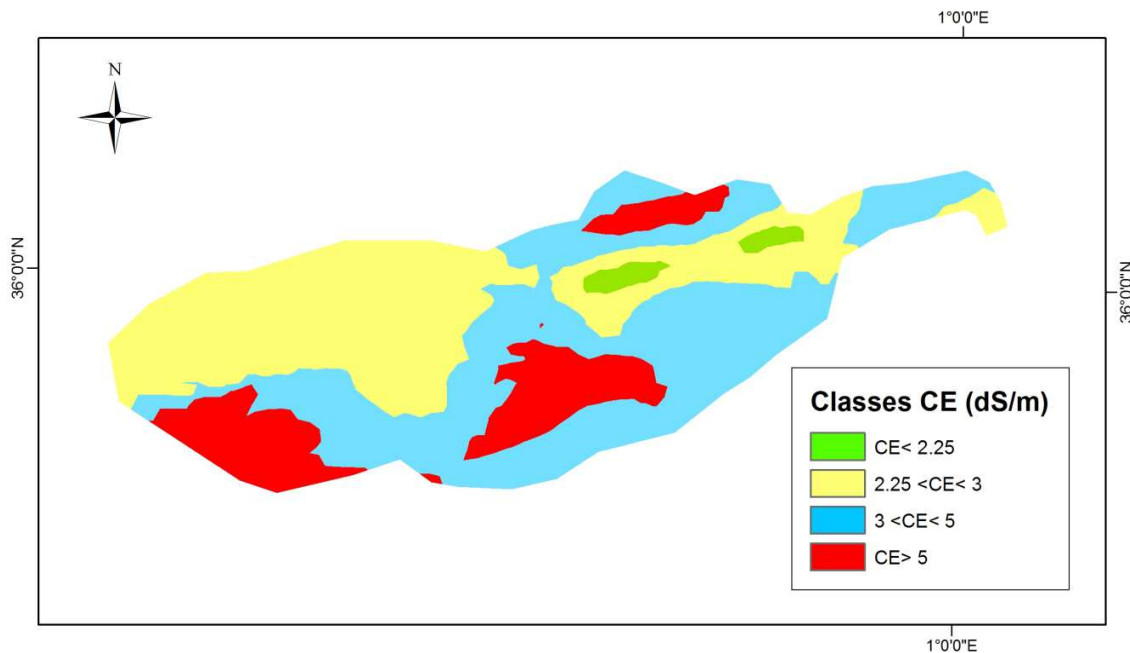 1°0'0"E
N
36°0'0"N
36°0'0"N
Classes CE (dS/m)
CE< 2.25
2.25 <CE< 3
3 <CE< 5
CE> 5
1°0'0"E